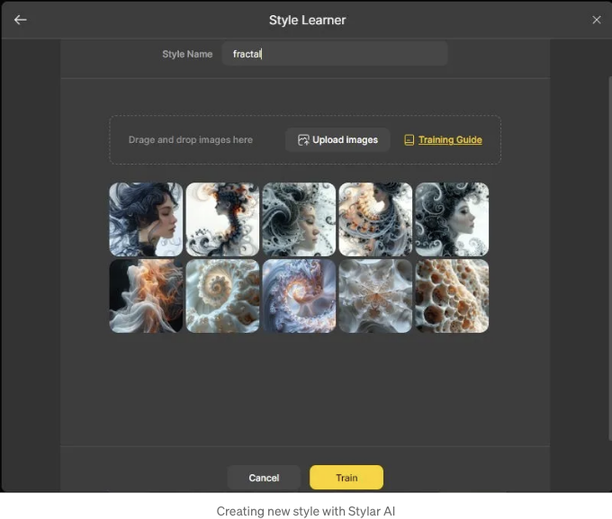 Style Learner
Style Name fractal
Drage and drop images here Upload images Training Guide
Cancel Train
Creating new style with Stylar AI